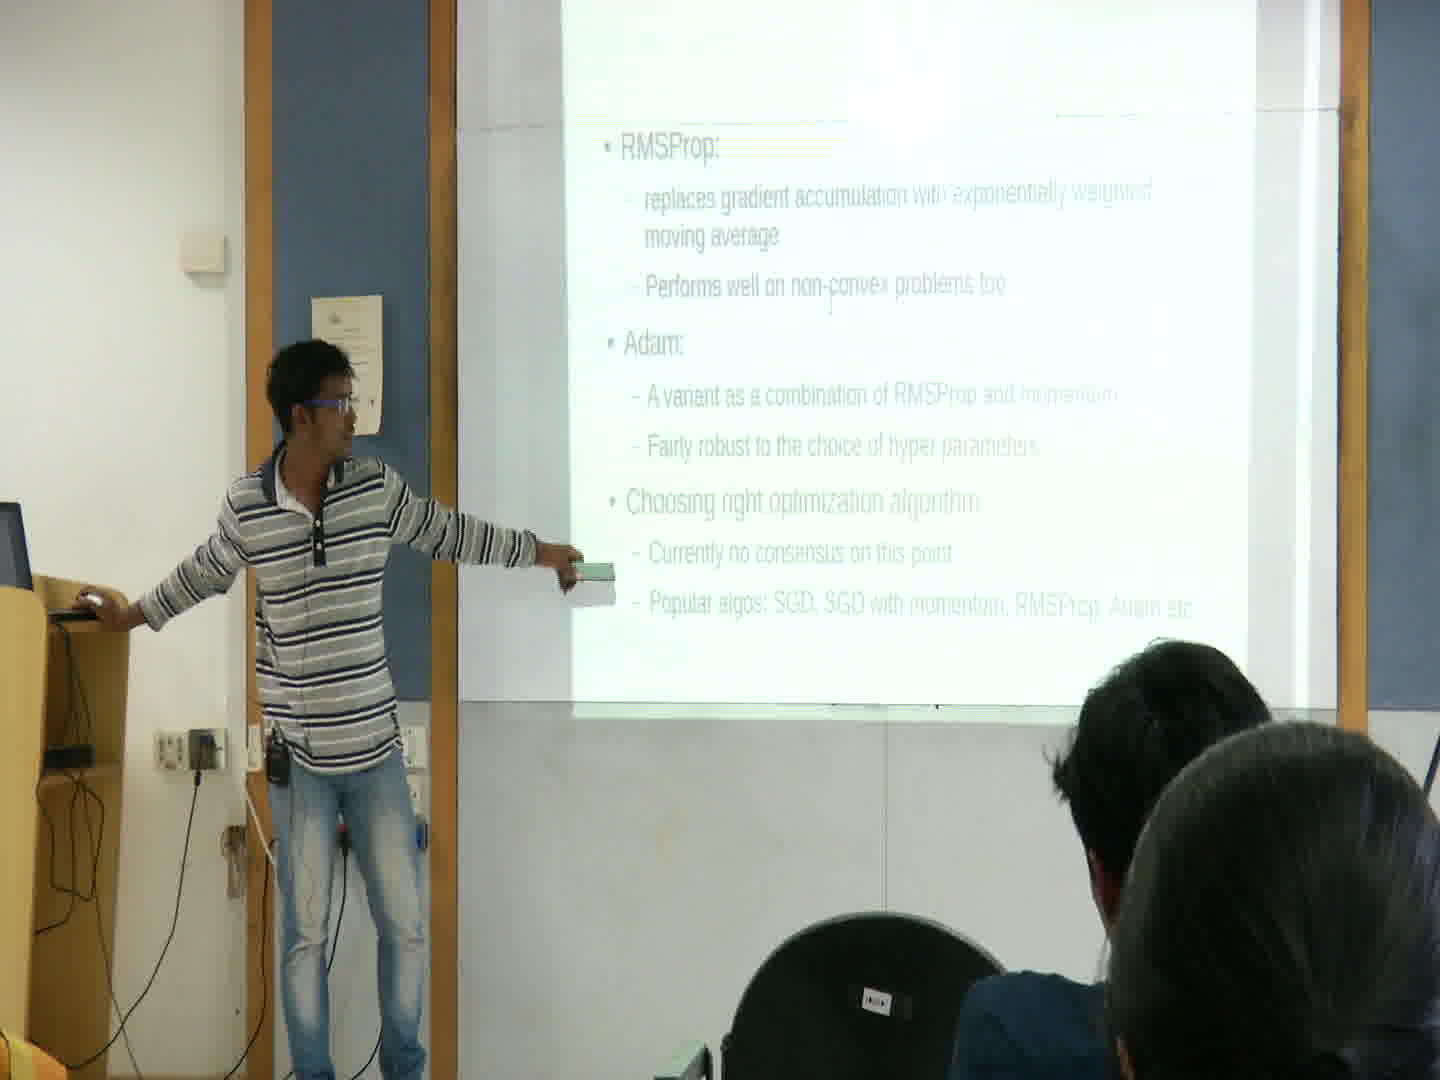 • RMSProp:
- replaces gradient accumulation with exponentially weighted
moving average
- Performs well on non-convex problems too
• Adam:
- A variant as a combination of RMSProp and momentum
- Fairly robust to the choice of hyper parameters
• Choosing right optimization algorithm
- Currently no consensus on this point
- Popular algos: SGD, SGD with momentum, RMSProp, Adam etc